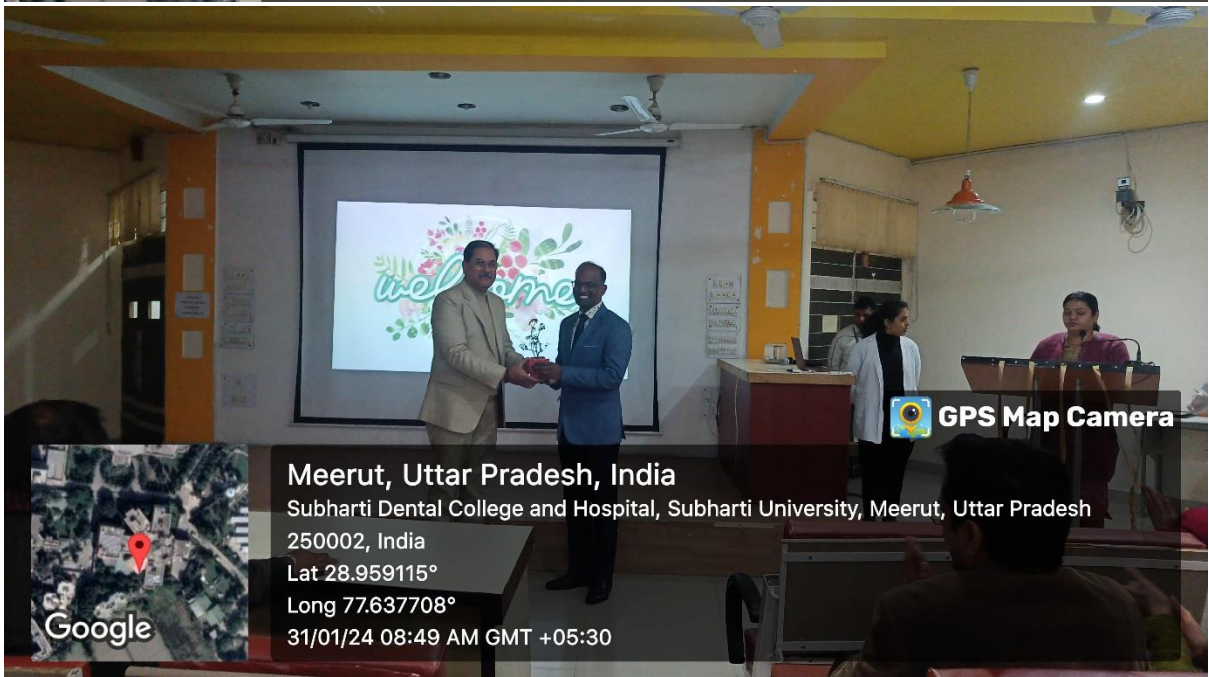 welcome
GPS Map Camera
Meerut, Uttar Pradesh, India
Subharti Dental College and Hospital, Subharti University, Meerut, Uttar Pradesh
250002, India
Lat 28.959115°
Long 77.637708°
31/01/24 08:49 AM GMT +05:30
Google